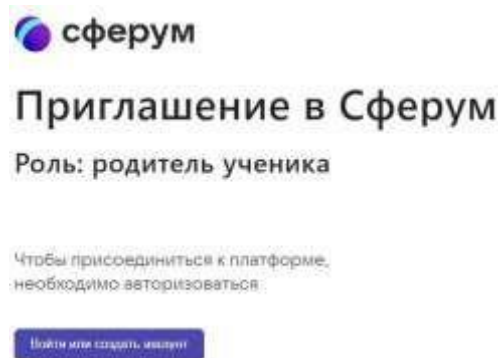 сферум
Приглашение в Сферум
Роль: родитель ученика
Чтобы присоединиться к платформе,
необходимо авторизоваться
Войти или создать аккаунт